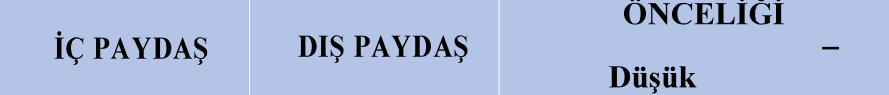 İÇ PAYDAŞ
DIŞ PAYDAŞ
ÖNCELİĞİ
–
Düşük